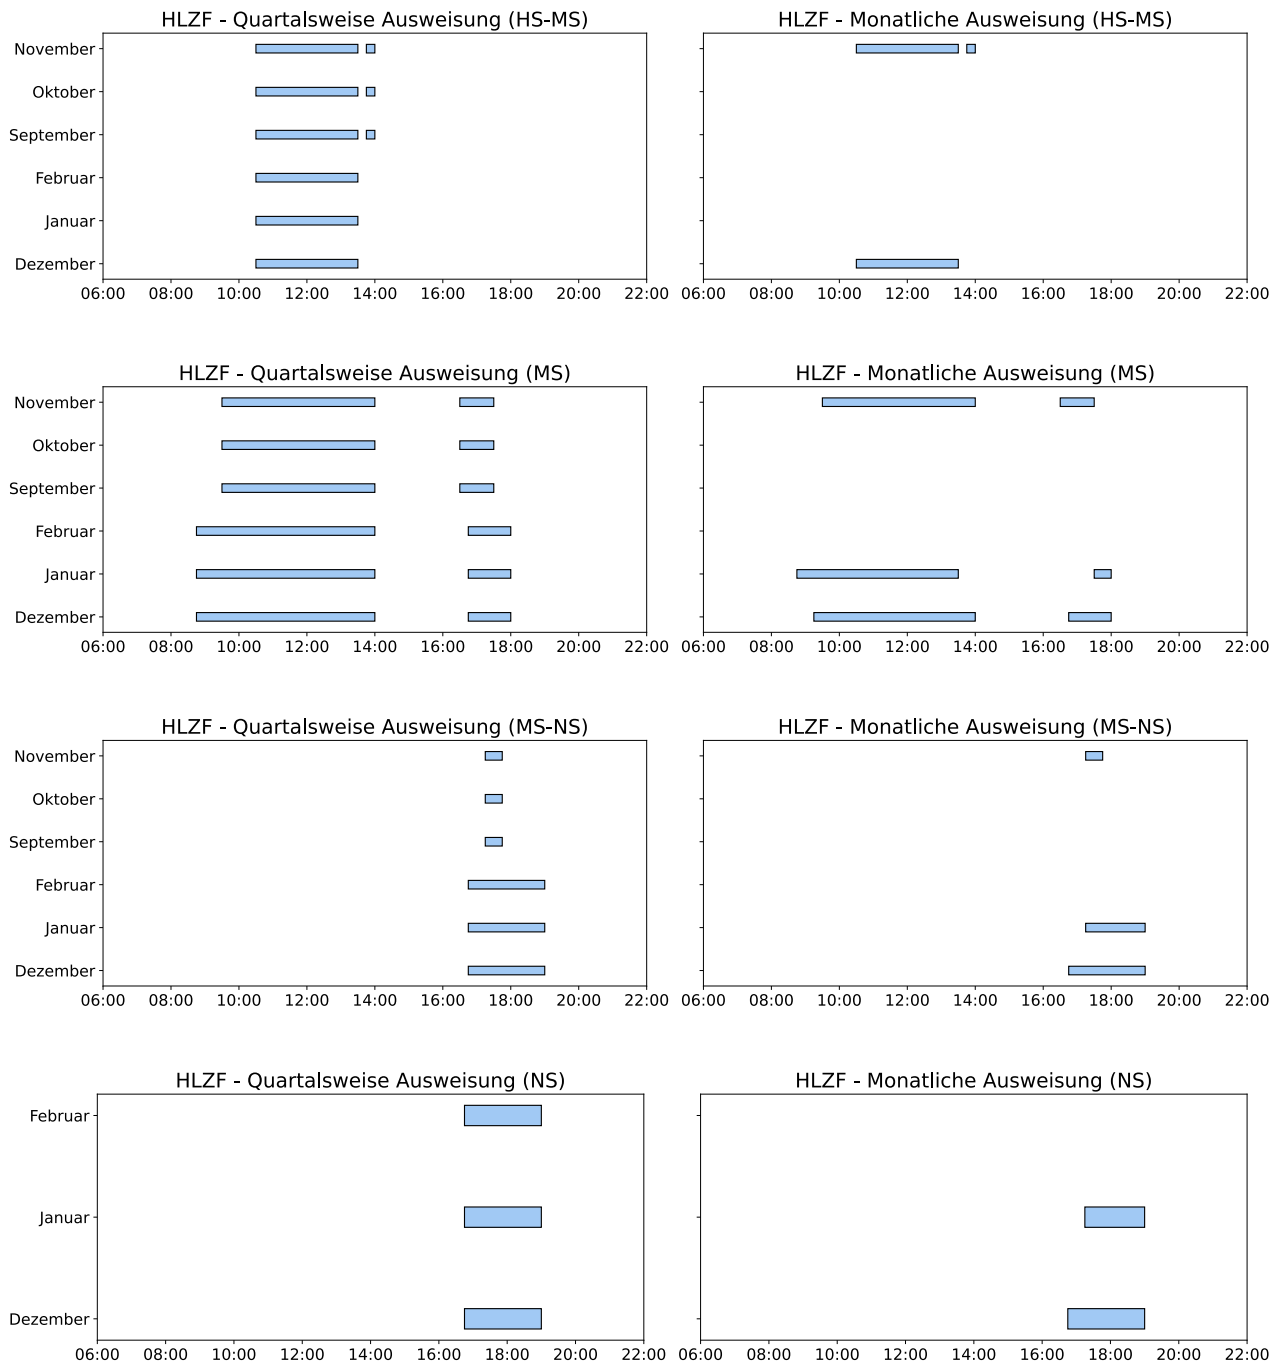 HLZF - Quartalsweise Ausweisung (HS-MS)
November
Oktober
September
Februar
Januar
Dezember
06:00 08:00 10:00 12:00 14:00 16:00 18:00 20:00 22:00
HLZF - Monatliche Ausweisung (HS-MS)
06:00 08:00 10:00 12:00 14:00 16:00 18:00 20:00 22:00
HLZF - Quartalsweise Ausweisung (MS)
November
Oktober
September
Februar
Januar
Dezember
06:00 08:00 10:00 12:00 14:00 16:00 18:00 20:00 22:00
HLZF - Monatliche Ausweisung (MS)
06:00 08:00 10:00 12:00 14:00 16:00 18:00 20:00 22:00
HLZF - Quartalsweise Ausweisung (MS-NS)
November
Oktober
September
Februar
Januar
Dezember
06:00 08:00 10:00 12:00 14:00 16:00 18:00 20:00 22:00
HLZF - Monatliche Ausweisung (MS-NS)
06:00 08:00 10:00 12:00 14:00 16:00 18:00 20:00 22:00
HLZF - Quartalsweise Ausweisung (NS)
Februar
Januar
Dezember
06:00 08:00 10:00 12:00 14:00 16:00 18:00 20:00 22:00
HLZF - Monatliche Ausweisung (NS)
06:00 08:00 10:00 12:00 14:00 16:00 18:00 20:00 22:00